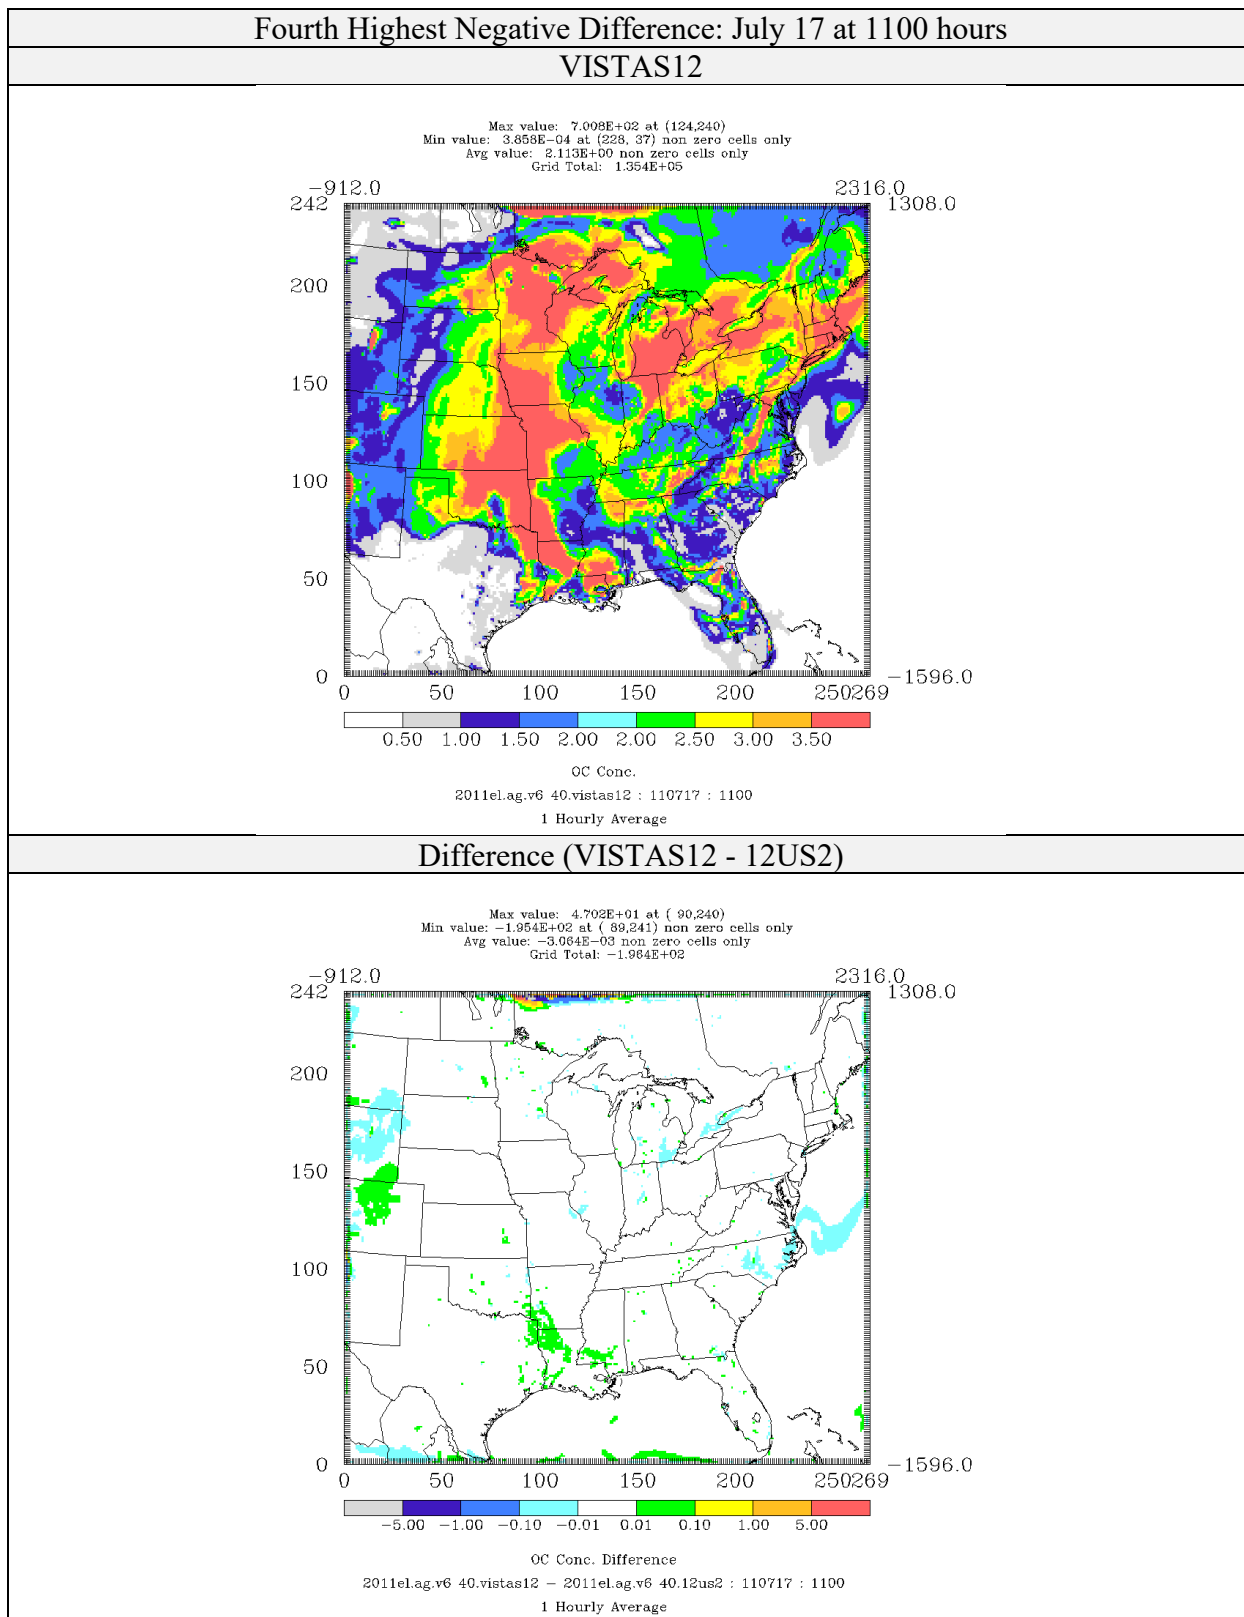 Fourth Highest Negative Difference: July 17 at 1100 hours
VISTAS12
Max value: 7.008E+02 at (124,240)
Min value: 3.858E-04 at (228, 37) non zero cells only
Avg value: 2.113E+00 non zero cells only
Grid Total: 1.354E+05
-912.0 2316.0
242 1308.0
200
150
100
50
0 -1596.0
0 50 100 150 200 250269
0.50 1.00 1.50 2.00 2.00 2.50 3.00 3.50
OC Conc.
2011el.ag.v6 40.vistas12 : 110717 : 1100
1 Hourly Average
Difference (VISTAS12 - 12US2)
Max value: 4.702E+01 at ( 90,240)
Min value: -1.954E+02 at ( 89,241) non zero cells only
Avg value: -3.064E-03 non zero cells only
Grid Total: -1.964E+02
-912.0 2316.0
242 1308.0
200
150
100
50
0 -1596.0
0 50 100 150 200 250269
-5.00 -1.00 -0.10 -0.01 0.01 0.10 1.00 5.00
OC Conc. Difference
2011el.ag.v6 40.vistas12 - 2011el.ag.v6 40.12us2 : 110717 : 1100
1 Hourly Average